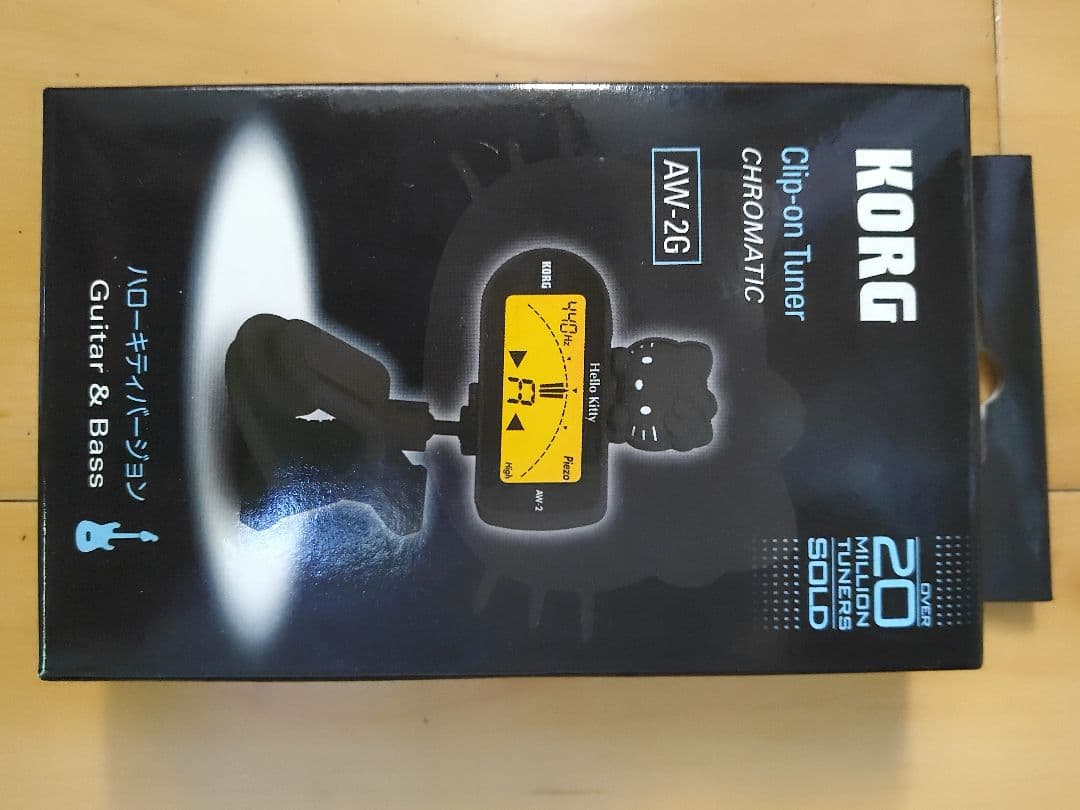 KORG
Clip-on Tuner
CHROMATIC
AW-2G
OVER
20
MILLION
TUNERS
SOLD
Hello Kitty
KORG
AW-2
440Hz
Piezo
A
High
ハローキティバージョン
Guitar & Bass